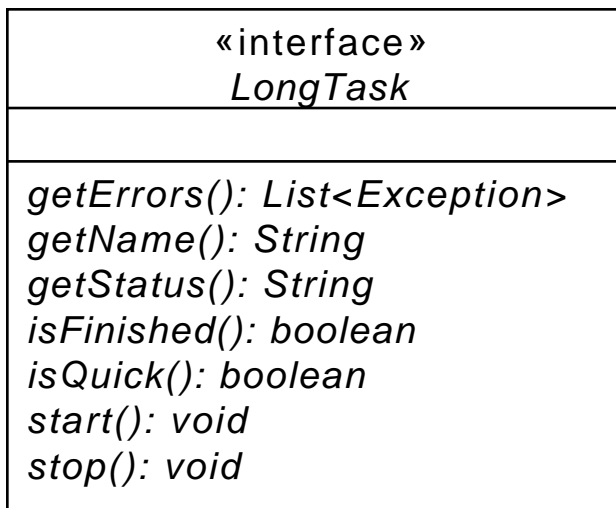 «interface»
LongTask
getErrors(): List<Exception>
getName(): String
getStatus(): String
isFinished(): boolean
isQuick(): boolean
start(): void
stop(): void